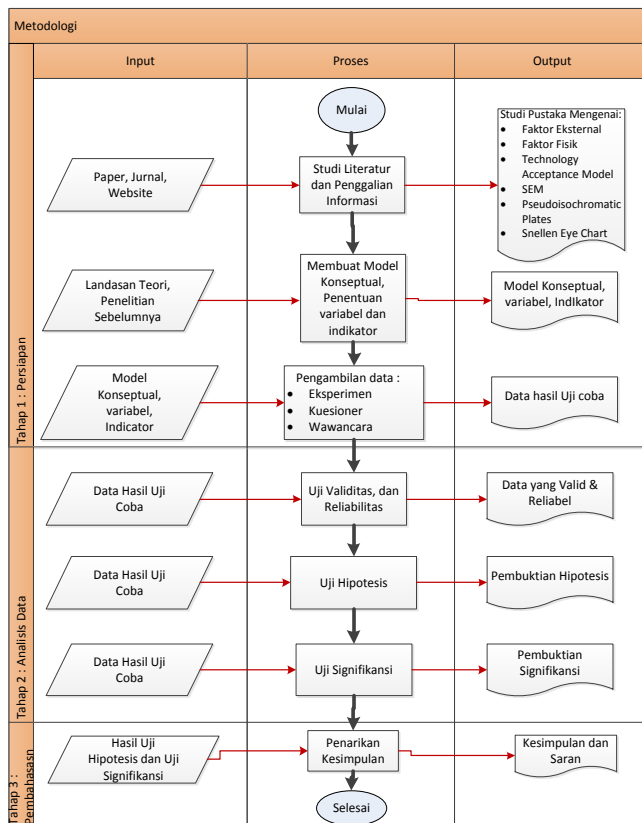 Metodologi
Input
Proses
Output
Tahap 1 : Persiapan
Mulai
Paper, Jurnal,
Website
Studi Literatur
dan Penggalian
Informasi
Studi Pustaka Mengenai:
• Faktor Eksternal
• Faktor Fisik
• Technology
Acceptance Model
• SEM
• Pseudoisochromatic
Plates
• Snellen Eye Chart
Landasan Teori,
Penelitian
Sebelumnya
Membuat Model
Konseptual,
Penentuan
variabel dan
indikator
Model Konseptual,
variabel, IndIkator
Model
Konseptual,
variabel,
Indicator
Pengambilan data :
• Eksperimen
• Kuesioner
• Wawancara
Data hasil Uji coba
Tahap 2 : Analisis Data
Data Hasil Uji
Coba
Uji Validitas, dan
Reliabilitas
Data yang Valid &
Reliabel
Data Hasil Uji
Coba
Uji Hipotesis
Pembuktian Hipotesis
Data Hasil Uji
Coba
Uji Signifikansi
Pembuktian
Signifikansi
Tahap 3 :
Pembahasasn
Hasil Uji
Hipotesis dan Uji
Signifikansi
Penarikan
Kesimpulan
Kesimpulan dan
Saran
Selesai